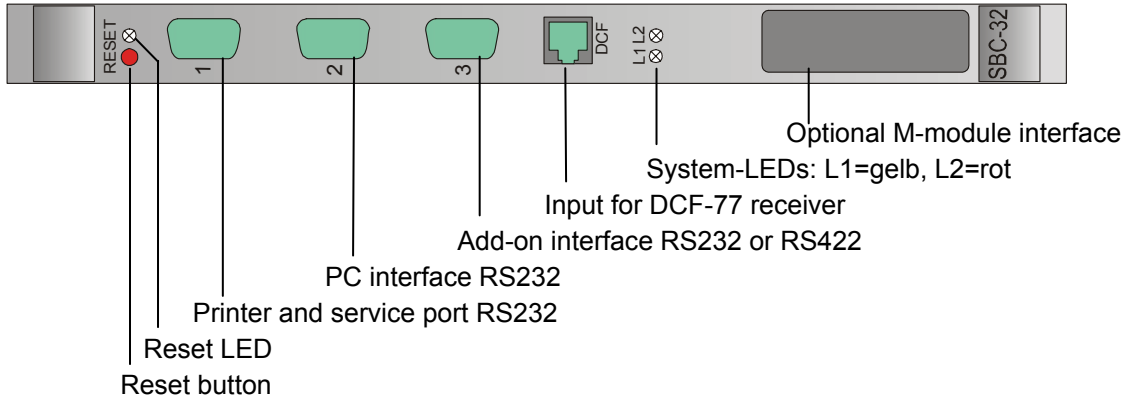 RESET
1
2
3
DCF
L1 L2
SBC-32
Optional M-module interface
System-LEDs: L1=gelb, L2=rot
Input for DCF-77 receiver
Add-on interface RS232 or RS422
PC interface RS232
Printer and service port RS232
Reset LED
Reset button